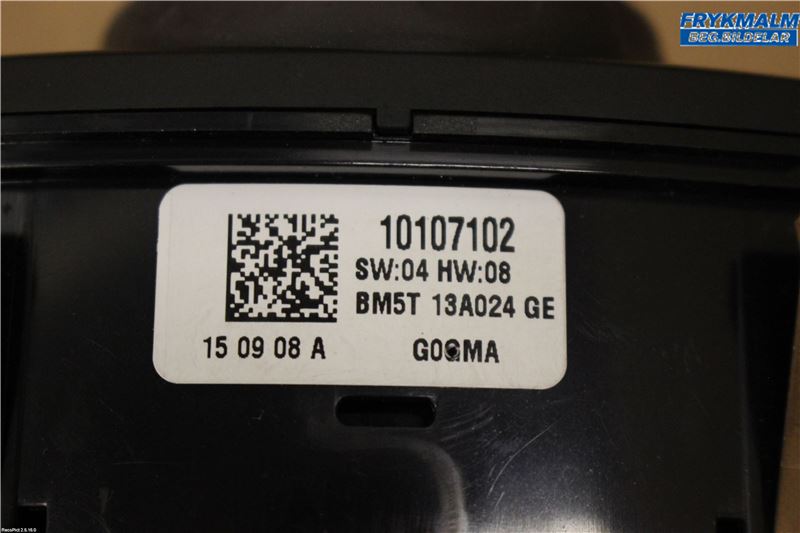 FRYKMALM
BEG.BILDELAR
10107102
SW:04 HW:08
BM5T 13A024 GE
15 09 08 A